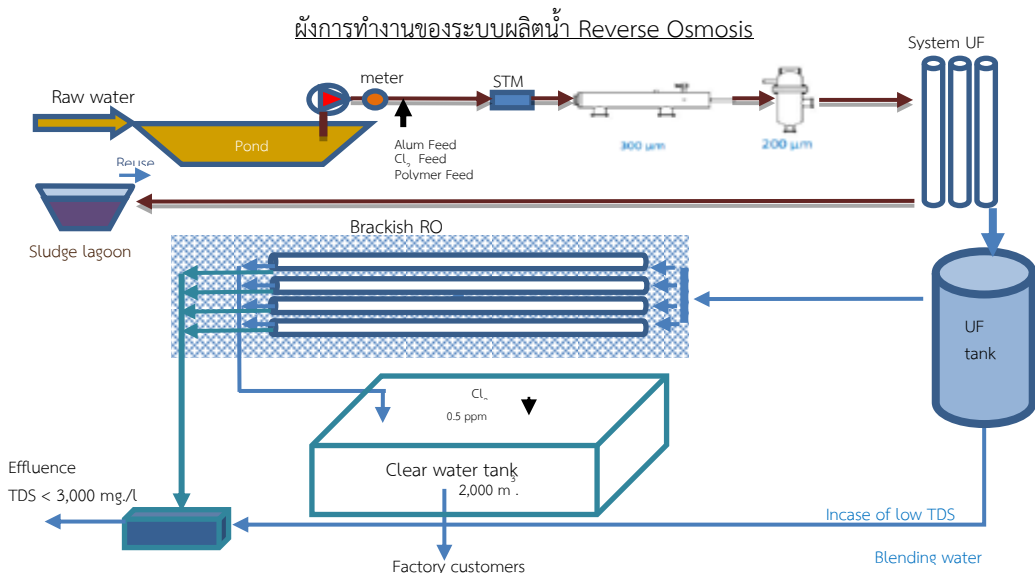 ผังการทำงานของระบบผลิตน้ำ Reverse Osmosis
System UF
meter
STM
Raw water
Pond
Alum Feed
Cl₂ Feed
Polymer Feed
300 µm
200 µm
Reuse
Sludge lagoon
Brackish RO
UF
tank
Cl₂
0.5 ppm
Clear water tank
2,000 m³.
Effluence
TDS < 3,000 mg./l
Incase of low TDS
Blending water
Factory customers